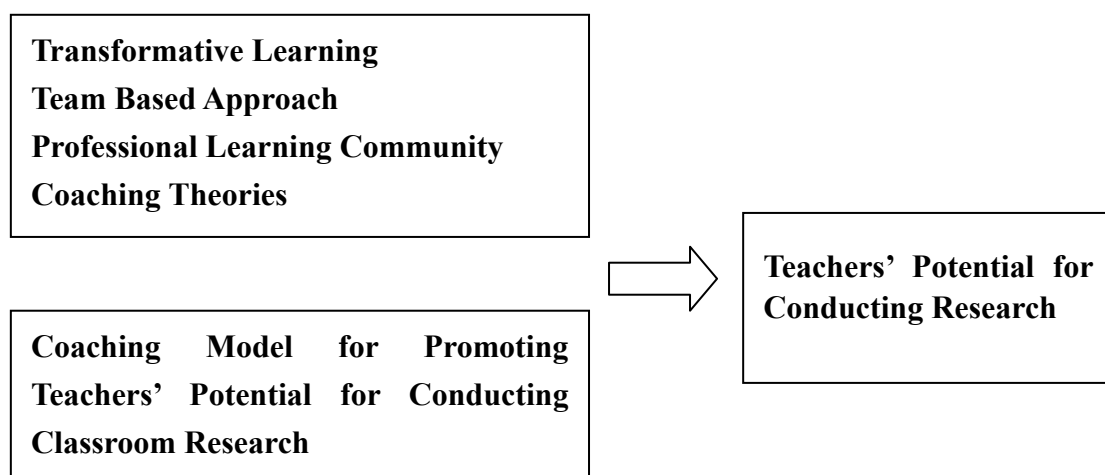 Transformative Learning
Team Based Approach
Professional Learning Community
Coaching Theories
Teachers’ Potential for
Conducting Research
Coaching Model for Promoting
Teachers’ Potential for Conducting
Classroom Research